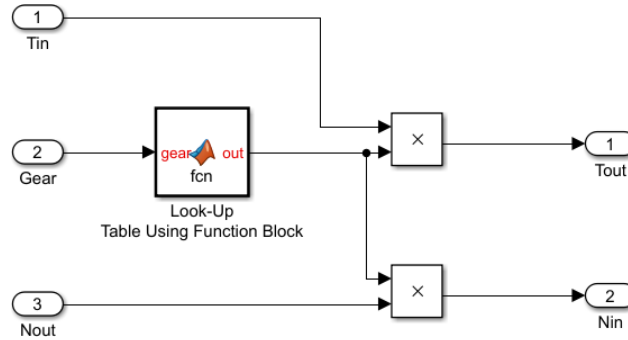 1
Tin
2
Gear
gear
out
fcn
Look-Up
Table Using Function Block
×
1
Tout
3
Nout
×
2
Nin